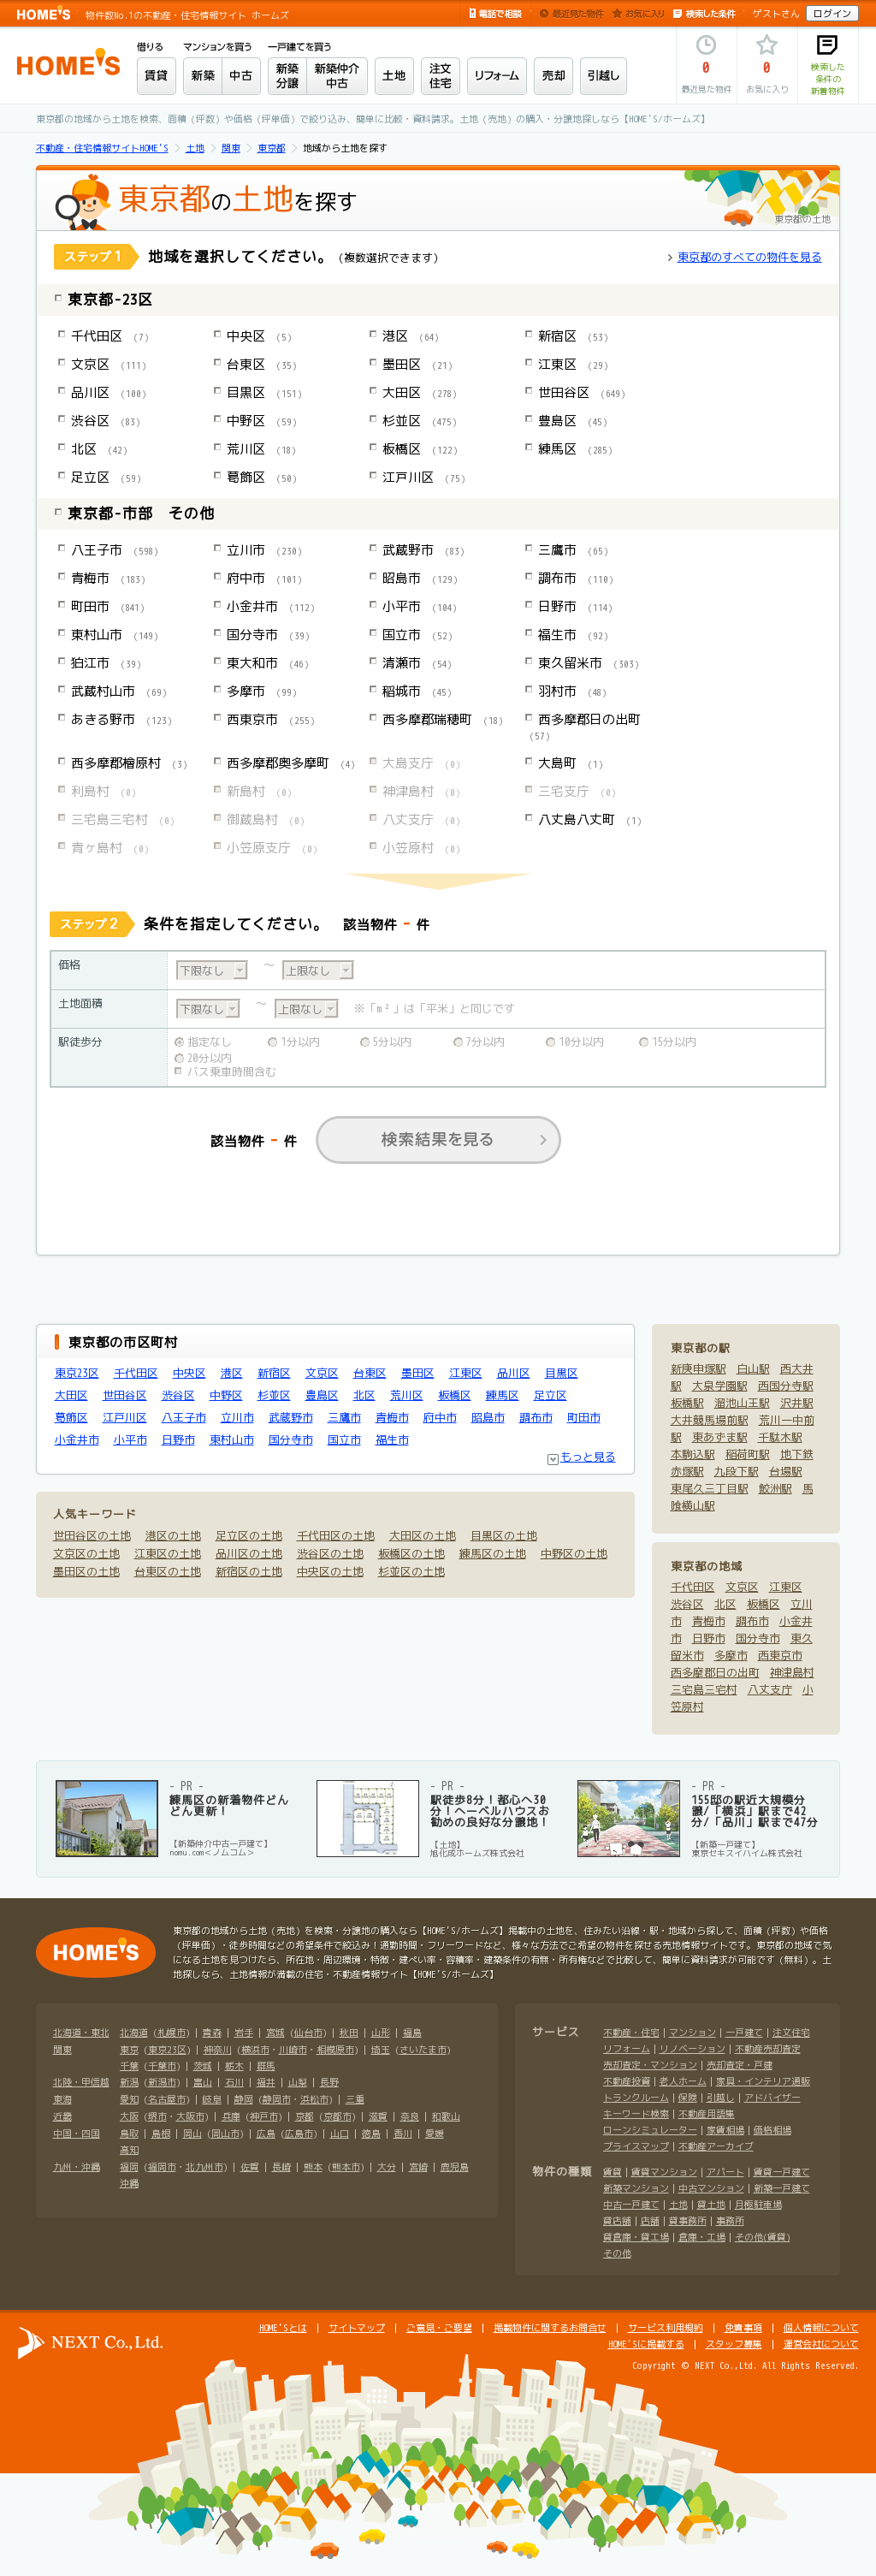 HOME'S 物件数No.1の不動産・住宅情報サイト ホームズ 電話で相談 最近見た物件 お気に入り 検索した条件 ゲストさん ログイン
HOME'S
借りる マンションを買う 一戸建てを買う
賃貸 新築 中古 新築分譲 新築仲介中古 土地 注文住宅 リフォーム 売却 引越し
0 最近見た物件
0 お気に入り
検索した条件の新着物件
東京都の地域から土地を検索、面積（坪数）や価格（坪単価）で絞り込み、簡単に比較・資料請求。土地（売地）の購入・分譲地探しなら【HOME'S/ホームズ】
不動産・住宅情報サイトHOME'S > 土地 > 関東 > 東京都 > 地域から土地を探す
東京都の土地を探す
東京都の土地
ステップ1 地域を選択してください。（複数選択できます）
東京都のすべての物件を見る
東京都-23区
千代田区 (7) 中央区 (5) 港区 (64) 新宿区 (53)
文京区 (111) 台東区 (35) 墨田区 (21) 江東区 (29)
品川区 (100) 目黒区 (151) 大田区 (278) 世田谷区 (649)
渋谷区 (83) 中野区 (59) 杉並区 (475) 豊島区 (45)
北区 (42) 荒川区 (18) 板橋区 (122) 練馬区 (285)
足立区 (59) 葛飾区 (50) 江戸川区 (75)
東京都-市部 その他
八王子市 (598) 立川市 (230) 武蔵野市 (83) 三鷹市 (65)
青梅市 (183) 府中市 (101) 昭島市 (129) 調布市 (110)
町田市 (841) 小金井市 (112) 小平市 (104) 日野市 (114)
東村山市 (149) 国分寺市 (39) 国立市 (52) 福生市 (92)
狛江市 (39) 東大和市 (46) 清瀬市 (54) 東久留米市 (303)
武蔵村山市 (69) 多摩市 (99) 稲城市 (45) 羽村市 (48)
あきる野市 (123) 西東京市 (255) 西多摩郡瑞穂町 (18) 西多摩郡日の出町
(57)
西多摩郡檜原村 (3) 西多摩郡奥多摩町 (4) 大島支庁 (0) 大島町 (1)
利島村 (0) 新島村 (0) 神津島村 (0) 三宅支庁 (0)
三宅島三宅村 (0) 御蔵島村 (0) 八丈支庁 (0) 八丈島八丈町 (1)
青ヶ島村 (0) 小笠原支庁 (0) 小笠原村 (0)
ステップ2 条件を指定してください。 該当物件 - 件
価格 下限なし 〜 上限なし
土地面積 下限なし 〜 上限なし ※「m²」は「平米」と同じです
駅徒歩分 指定なし 1分以内 5分以内 7分以内 10分以内 15分以内
20分以内
バス乗車時間含む
該当物件 - 件 検索結果を見る
東京都の市区町村
東京23区 千代田区 中央区 港区 新宿区 文京区 台東区 墨田区 江東区 品川区 目黒区
大田区 世田谷区 渋谷区 中野区 杉並区 豊島区 北区 荒川区 板橋区 練馬区 足立区
葛飾区 江戸川区 八王子市 立川市 武蔵野市 三鷹市 青梅市 府中市 昭島市 調布市 町田市
小金井市 小平市 日野市 東村山市 国分寺市 国立市 福生市
もっと見る
人気キーワード
世田谷区の土地 港区の土地 足立区の土地 千代田区の土地 大田区の土地 目黒区の土地
文京区の土地 江東区の土地 品川区の土地 渋谷区の土地 板橋区の土地 練馬区の土地 中野区の土地
墨田区の土地 台東区の土地 新宿区の土地 中央区の土地 杉並区の土地
東京都の駅
新庚申塚駅 白山駅 西大井
駅 大泉学園駅 西国分寺駅
板橋駅 溜池山王駅 沢井駅
大井競馬場前駅 荒川一中前
駅 東あずま駅 千駄木駅
本駒込駅 稲荷町駅 地下鉄
赤塚駅 九段下駅 台場駅
東尾久三丁目駅 鮫洲駅 馬
喰横山駅
東京都の地域
千代田区 文京区 江東区
渋谷区 北区 板橋区 立川
市 青梅市 調布市 小金井
市 日野市 国分寺市 東久
留米市 多摩市 西東京市
西多摩郡日の出町 神津島村
三宅島三宅村 八丈支庁 小
笠原村
- PR -
練馬区の新着物件どん
どん更新！
【新築仲介中古一戸建て】
nomu.com＜ノムコム＞
- PR -
駅徒歩8分！都心へ30
分！へーベルハウスお
勧めの良好な分譲地！
【土地】
旭化成ホームズ株式会社
- PR -
155邸の駅近大規模分
譲/「横浜」駅まで42
分/「品川」駅まで47分
【新築一戸建て】
東京セキスイハイム株式会社
HOME'S
東京都の地域から土地（売地）を検索・分譲地の購入なら【HOME'S/ホームズ】掲載中の土地を、住みたい沿線・駅・地域から探して、面積（坪数）や価格
（坪単価）・徒歩時間などの希望条件で絞込み！通勤時間・フリーワードなど、様々な方法でご希望の物件を探せる売地情報サイトです。東京都の地域で気
になる土地を見つけたら、所在地・周辺環境・特徴・建ぺい率・容積率・建築条件の有無・所有権などで比較して、簡単に資料請求が可能です（無料）。土
地探しなら、土地情報が満載の住宅・不動産情報サイト【HOME'S/ホームズ】
北海道・東北 北海道 (札幌市) | 青森 | 岩手 | 宮城 (仙台市) | 秋田 | 山形 | 福島
関東 東京 (東京23区) | 神奈川 (横浜市・川崎市・相模原市) | 埼玉 (さいたま市)
千葉 (千葉市) | 茨城 | 栃木 | 群馬
北陸・甲信越 新潟 (新潟市) | 富山 | 石川 | 福井 | 山梨 | 長野
東海 愛知 (名古屋市) | 岐阜 | 静岡 (静岡市・浜松市) | 三重
近畿 大阪 (堺市・大阪市) | 兵庫 (神戸市) | 京都 (京都市) | 滋賀 | 奈良 | 和歌山
中国・四国 鳥取 | 島根 | 岡山 (岡山市) | 広島 (広島市) | 山口 | 徳島 | 香川 | 愛媛
高知
九州・沖縄 福岡 (福岡市・北九州市) | 佐賀 | 長崎 | 熊本 (熊本市) | 大分 | 宮崎 | 鹿児島
沖縄
サービス 不動産・住宅 | マンション | 一戸建て | 注文住宅
リフォーム | リノベーション | 不動産売却査定
売却査定・マンション | 売却査定・戸建
不動産投資 | 老人ホーム | 家具・インテリア通販
トランクルーム | 保険 | 引越し | アドバイザー
キーワード検索 | 不動産用語集
ローンシミュレーター | 家賃相場 | 価格相場
プライスマップ | 不動産アーカイブ
物件の種類 賃貸 | 賃貸マンション | アパート | 賃貸一戸建て
新築マンション | 中古マンション | 新築一戸建て
中古一戸建て | 土地 | 貸土地 | 月極駐車場
貸店舗 | 店舗 | 貸事務所 | 事務所
貸倉庫・貸工場 | 倉庫・工場 | その他(賃貸)
その他
NEXT Co., Ltd.
HOME'Sとは | サイトマップ | ご意見・ご要望 | 掲載物件に関するお問合せ | サービス利用規約 | 免責事項 | 個人情報について
HOME'Sに掲載する | スタッフ募集 | 運営会社について
Copyright © NEXT Co.,Ltd. All Rights Reserved.